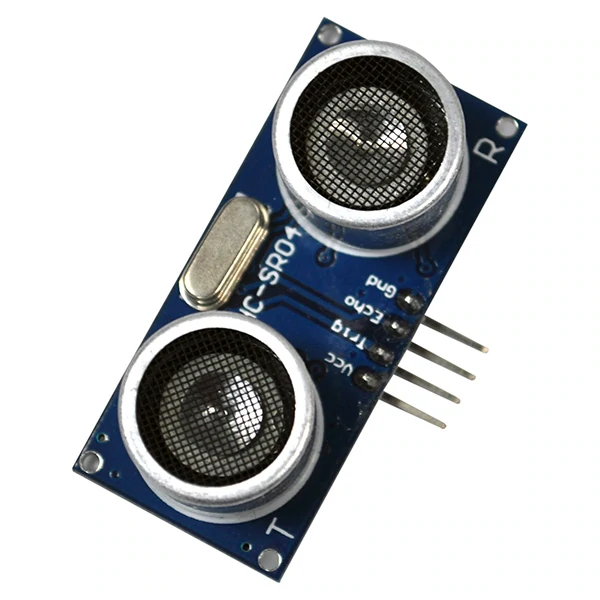 R
HC-SR04
Gnd
Echo
Trig
Vcc
T